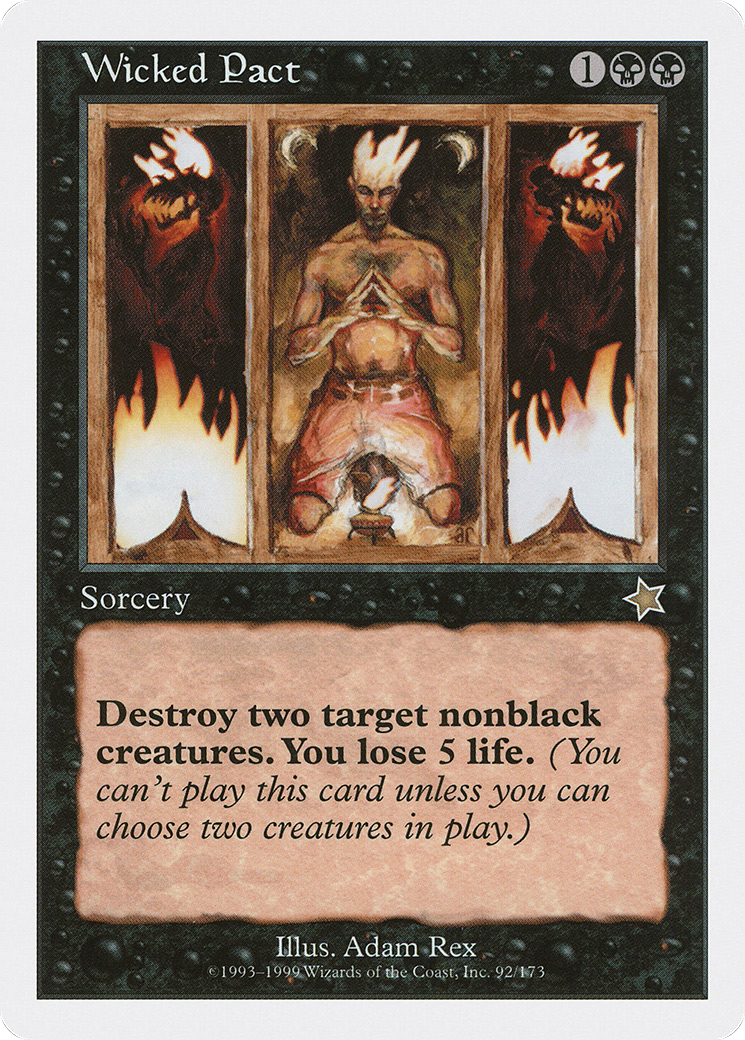 Wicked Pact 1
Sorcery
Destroy two target nonblack
creatures. You lose 5 life. (You
can't play this card unless you can
choose two creatures in play.)
Illus. Adam Rex
©1993–1999 Wizards of the Coast, Inc. 92/173